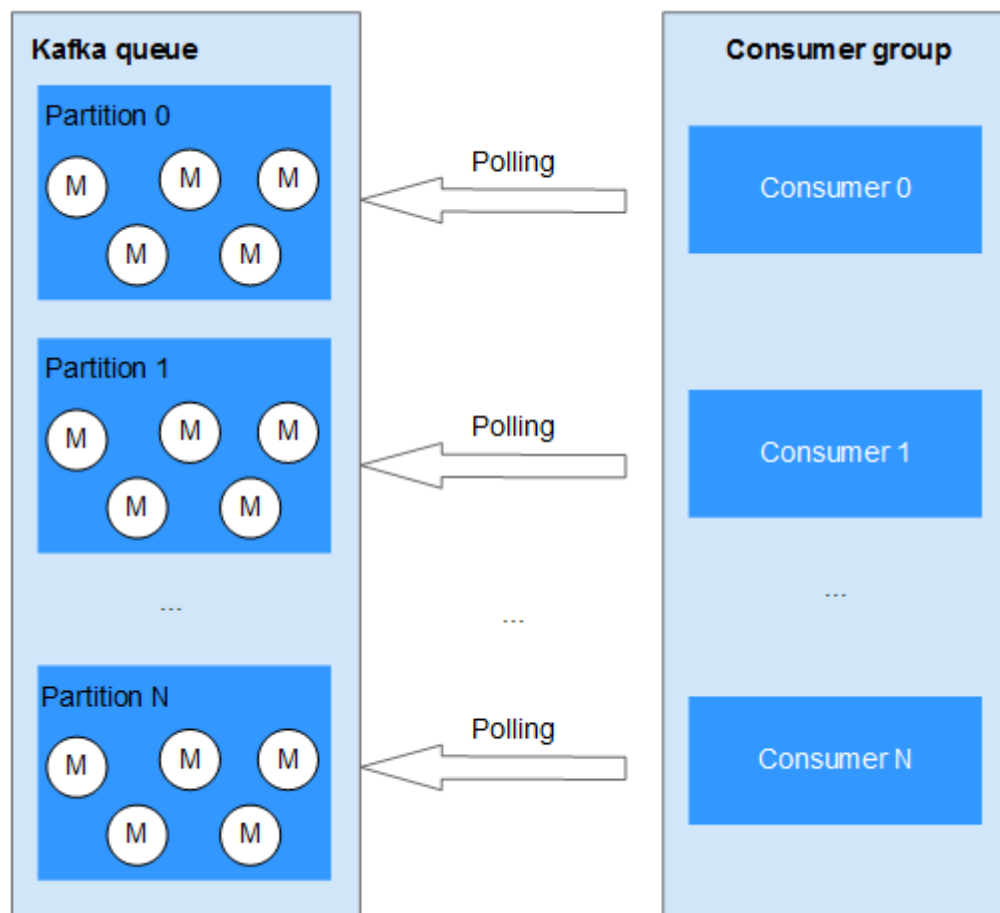 Kafka queue
Consumer group
Partition 0
M
M
M
M
M
Polling
Consumer 0
Partition 1
M
M
M
M
M
Polling
Consumer 1
...
...
...
Partition N
M
M
M
M
M
Polling
Consumer N